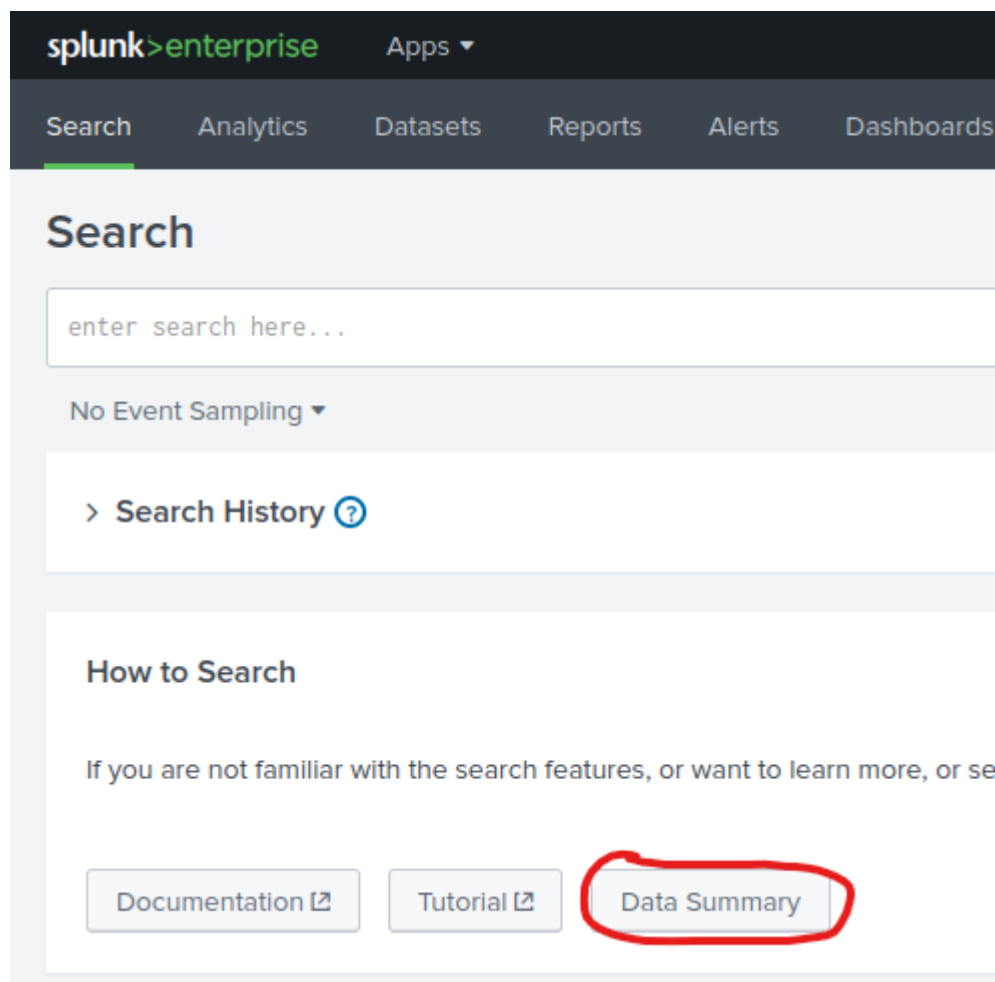 splunk>enterprise Apps
Search Analytics Datasets Reports Alerts Dashboards
Search
enter search here...
No Event Sampling
> Search History ?
How to Search
If you are not familiar with the search features, or want to learn more, or se
Documentation Tutorial Data Summary